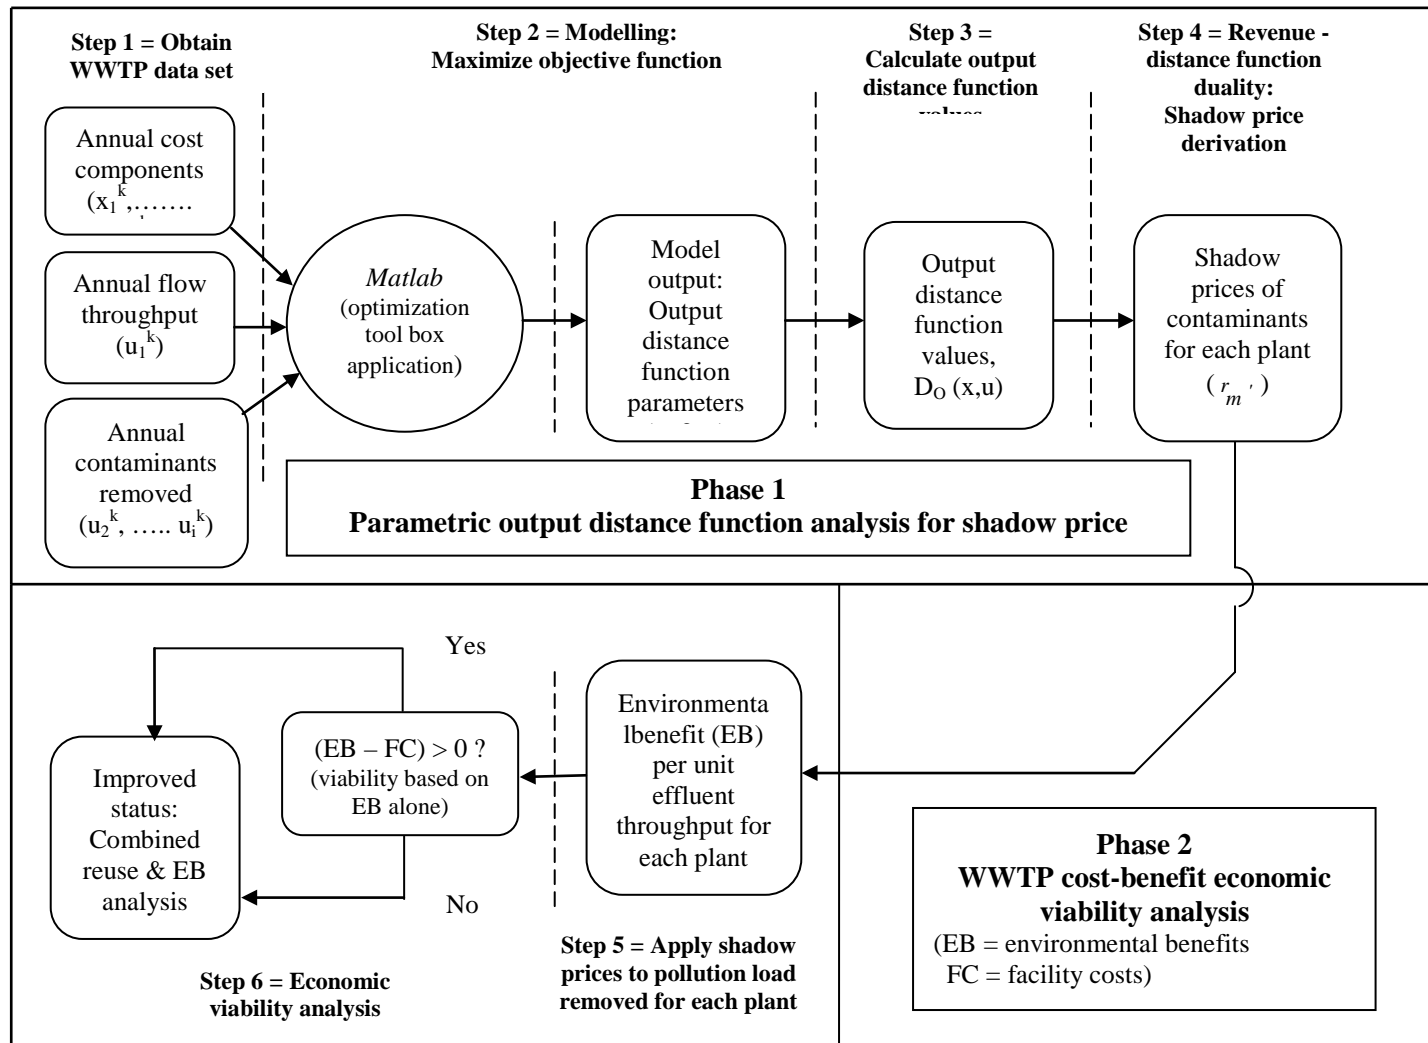 Step 1 = Obtain
WWTP data set
Step 2 = Modelling:
Maximize objective function
Step 3 =
Calculate output
distance function
values
Step 4 = Revenue -
distance function
duality:
Shadow price
derivation
Annual cost
components
(x₁ᵏ,…….
Annual flow
throughput
(u₁ᵏ)
Annual
contaminants
removed
(u₂ᵏ, ….. uᵢᵏ)
Matlab
(optimization
tool box
application)
Model
output:
Output
distance
function
parameters
Output
distance
function
values,
D_O (x,u)
Shadow
prices of
contaminants
for each plant
( r_m ' )
Phase 1
Parametric output distance function analysis for shadow price
Yes
(EB – FC) > 0 ?
(viability based on
EB alone)
No
Improved
status:
Combined
reuse & EB
analysis
Environmenta
lbenefit (EB)
per unit
effluent
throughput for
each plant
Step 6 = Economic
viability analysis
Step 5 = Apply shadow
prices to pollution load
removed for each plant
Phase 2
WWTP cost-benefit economic
viability analysis
(EB = environmental benefits
FC = facility costs)